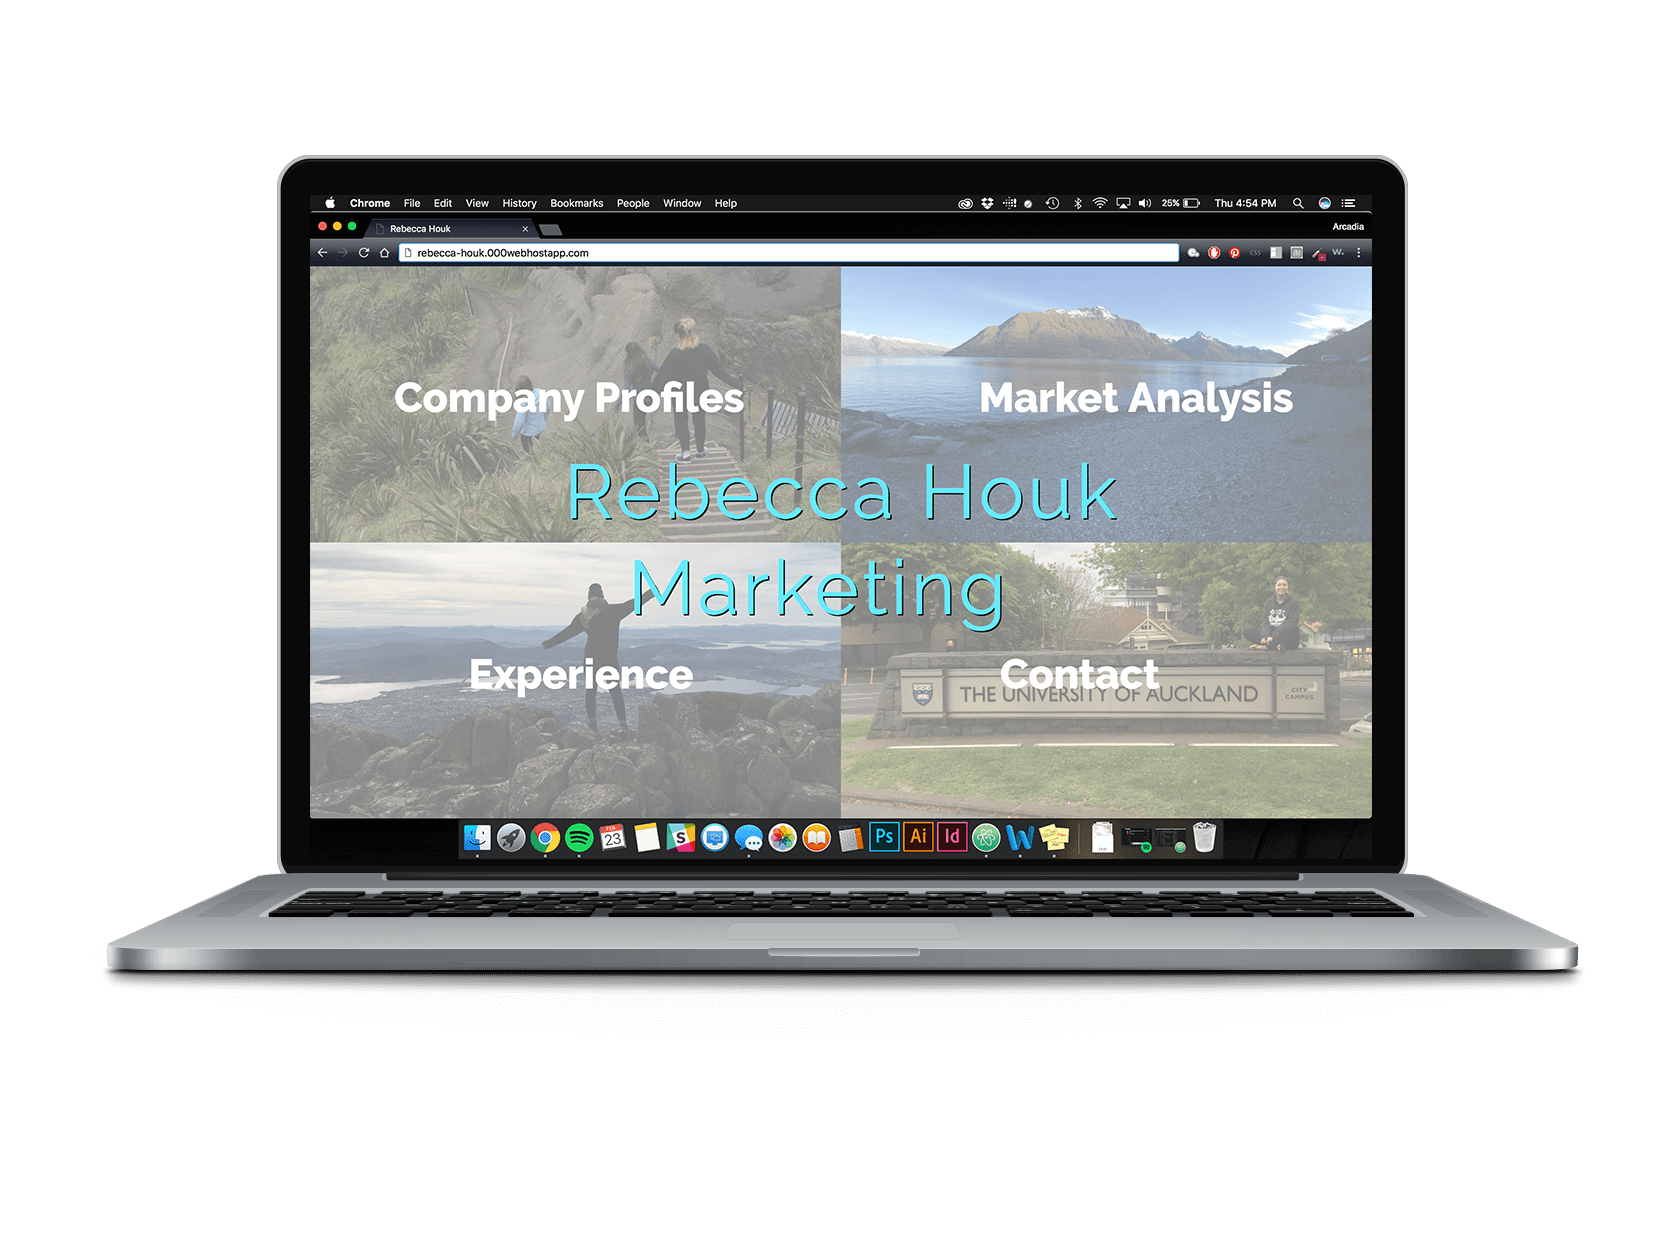 Chrome File Edit View History Bookmarks People Window Help 25% Thu 4:54 PM
Rebecca Houk Arcadia
rebecca-houk.000webhostapp.com CSS W.
Company Profiles Market Analysis
Rebecca Houk
Marketing
Experience Contact
THE UNIVERSITY OF AUCKLAND CITY
CAMPUS
FEB
23 S Ps Ai Id W